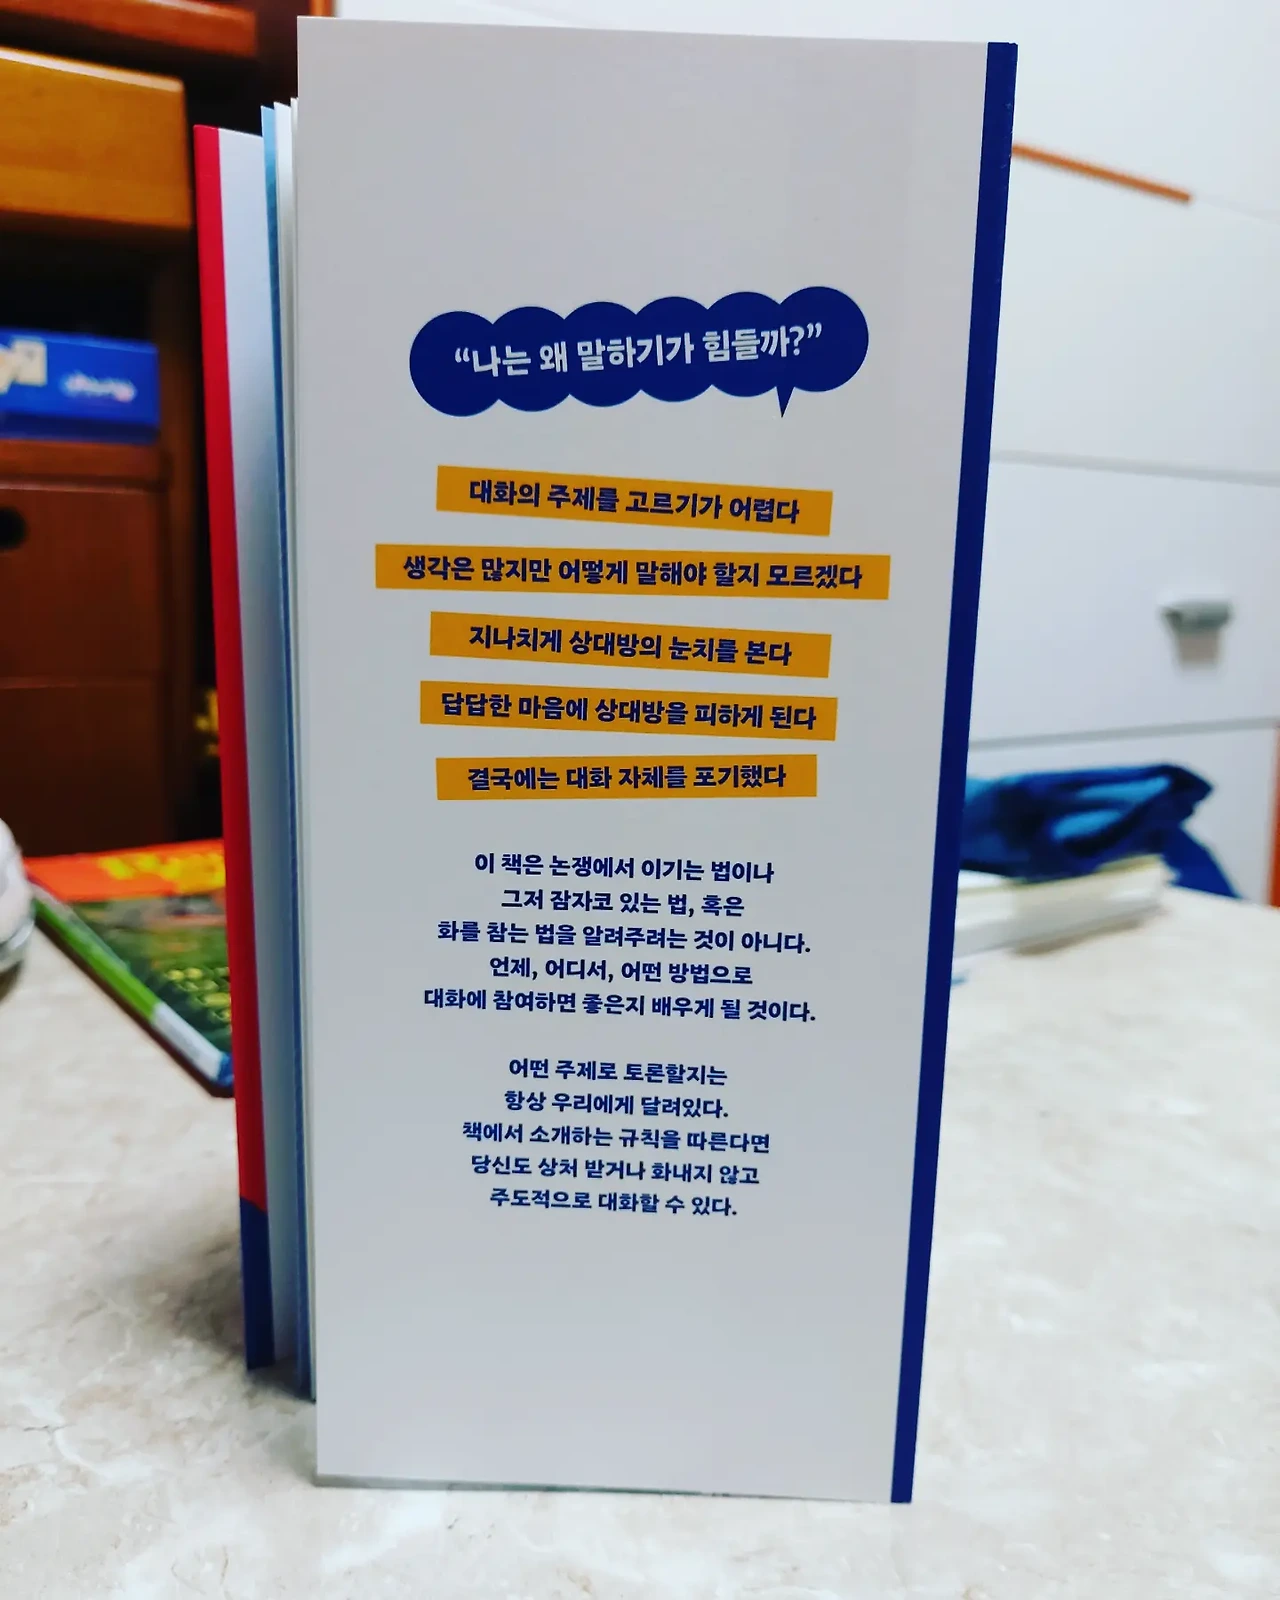 “나는 왜 말하기가 힘들까?”
대화의 주제를 고르기가 어렵다
생각은 많지만 어떻게 말해야 할지 모르겠다
지나치게 상대방의 눈치를 본다
답답한 마음에 상대방을 피하게 된다
결국에는 대화 자체를 포기했다
이 책은 논쟁에서 이기는 법이나
그저 잠자코 있는 법, 혹은
화를 참는 법을 알려주려는 것이 아니다.
언제, 어디서, 어떤 방법으로
대화에 참여하면 좋은지 배우게 될 것이다.
어떤 주제로 토론할지는
항상 우리에게 달려있다.
책에서 소개하는 규칙을 따른다면
당신도 상처 받거나 화내지 않고
주도적으로 대화할 수 있다.